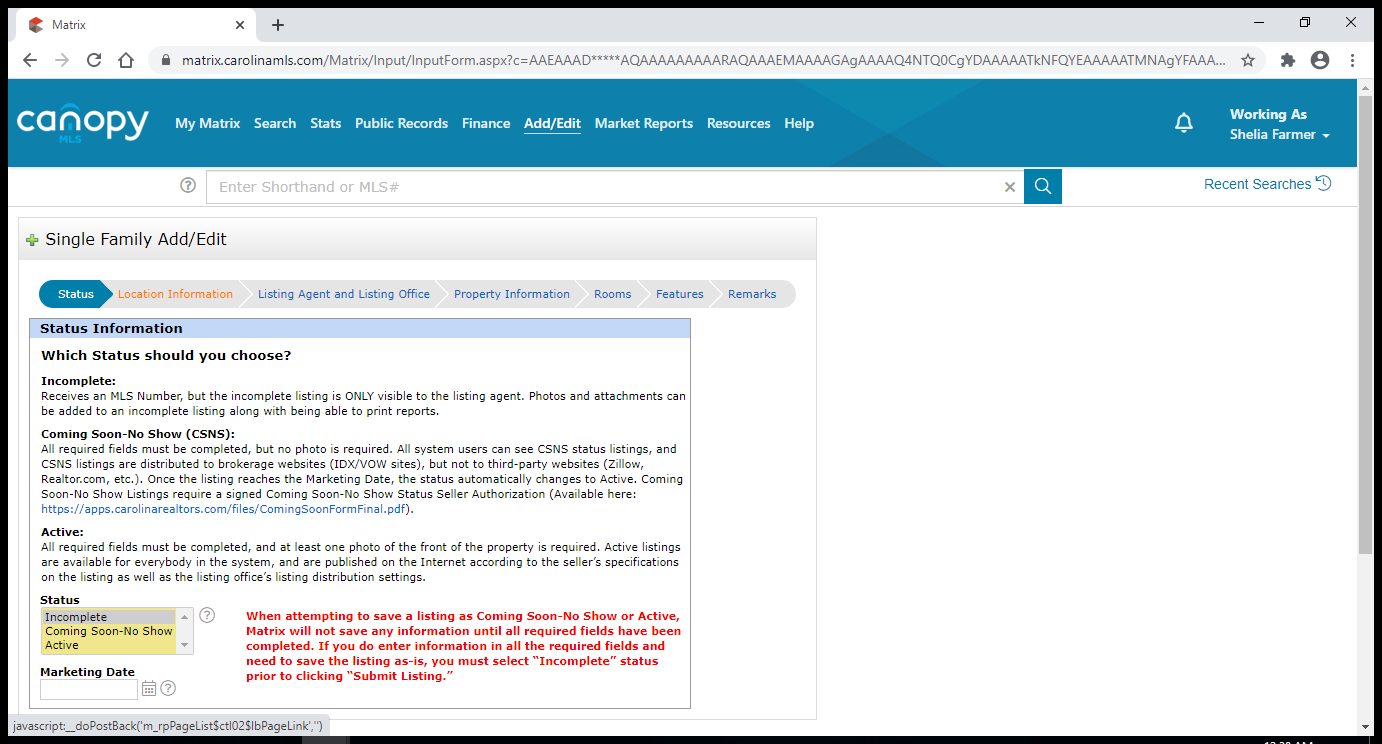 Matrix
matrix.carolinamls.com/Matrix/Input/InputForm.aspx?c=AAEAAAD*****AQAAAAAAAAARAQAAAEMAAAAGAgAAAAQ4NTQ0CgYDAAAAATkNFQYEAAAAATMNAgYFAAA...
canopy
MLS
My Matrix Search Stats Public Records Finance Add/Edit Market Reports Resources Help
Working As
Shelia Farmer
Enter Shorthand or MLS#
Recent Searches
Single Family Add/Edit
Status Location Information Listing Agent and Listing Office Property Information Rooms Features Remarks
Status Information
Which Status should you choose?
Incomplete:
Receives an MLS Number, but the incomplete listing is ONLY visible to the listing agent. Photos and attachments can
be added to an incomplete listing along with being able to print reports.
Coming Soon-No Show (CSNS):
All required fields must be completed, but no photo is required. All system users can see CSNS status listings, and
CSNS listings are distributed to brokerage websites (IDX/VOW sites), but not to third-party websites (Zillow,
Realtor.com, etc.). Once the listing reaches the Marketing Date, the status automatically changes to Active. Coming
Soon-No Show Listings require a signed Coming Soon-No Show Status Seller Authorization (Available here:
https://apps.carolinarealtors.com/files/ComingSoonFormFinal.pdf).
Active:
All required fields must be completed, and at least one photo of the front of the property is required. Active listings
are available for everybody in the system, and are published on the Internet according to the seller’s specifications
on the listing as well as the listing office’s listing distribution settings.
Status
Incomplete
Coming Soon-No Show
Active
When attempting to save a listing as Coming Soon-No Show or Active,
Matrix will not save any information until all required fields have been
completed. If you do enter information in all the required fields and
need to save the listing as-is, you must select “Incomplete” status
prior to clicking “Submit Listing.”
Marketing Date
javascript:__doPostBack('m_rpPageList$ctl02$lbPageLink','')